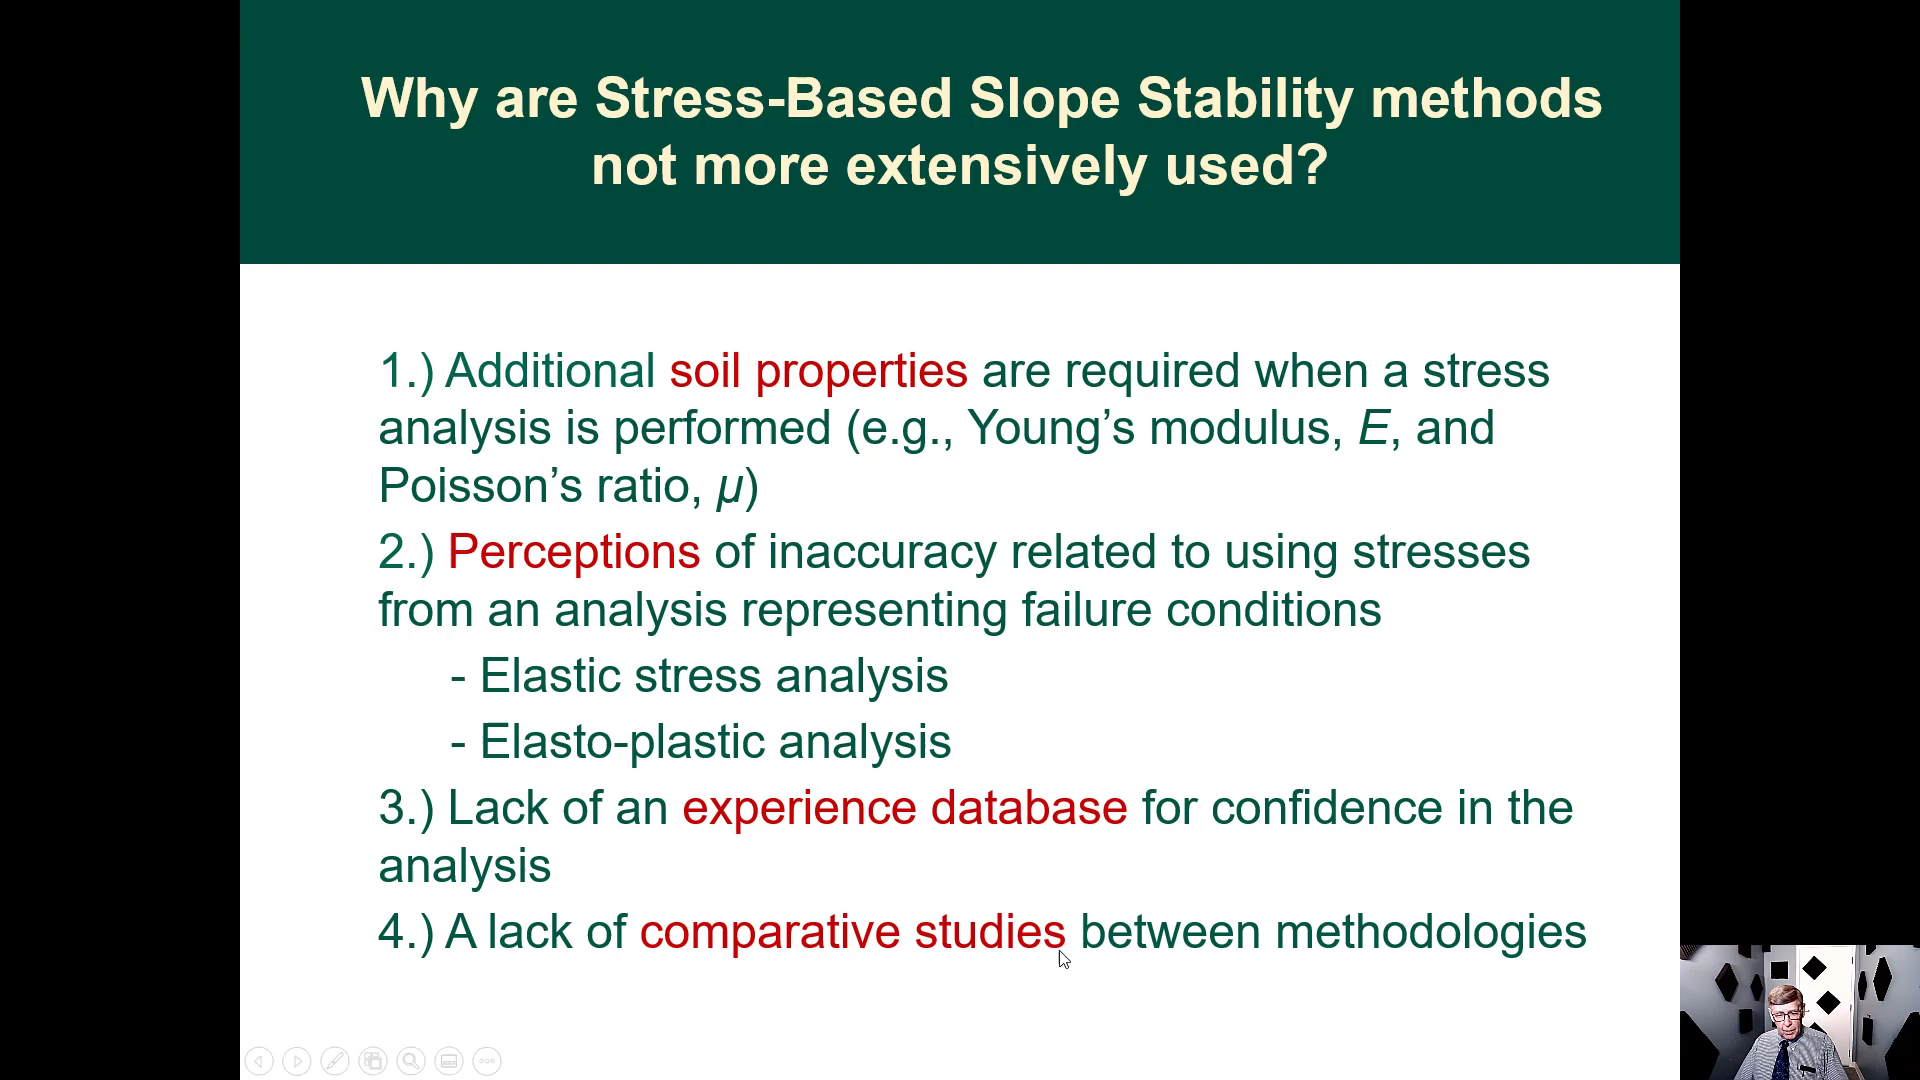 Why are Stress-Based Slope Stability methods
not more extensively used?
1.) Additional soil properties are required when a stress
analysis is performed (e.g., Young’s modulus, E, and
Poisson’s ratio, μ)
2.) Perceptions of inaccuracy related to using stresses
from an analysis representing failure conditions
- Elastic stress analysis
- Elasto-plastic analysis
3.) Lack of an experience database for confidence in the
analysis
4.) A lack of comparative studies between methodologies